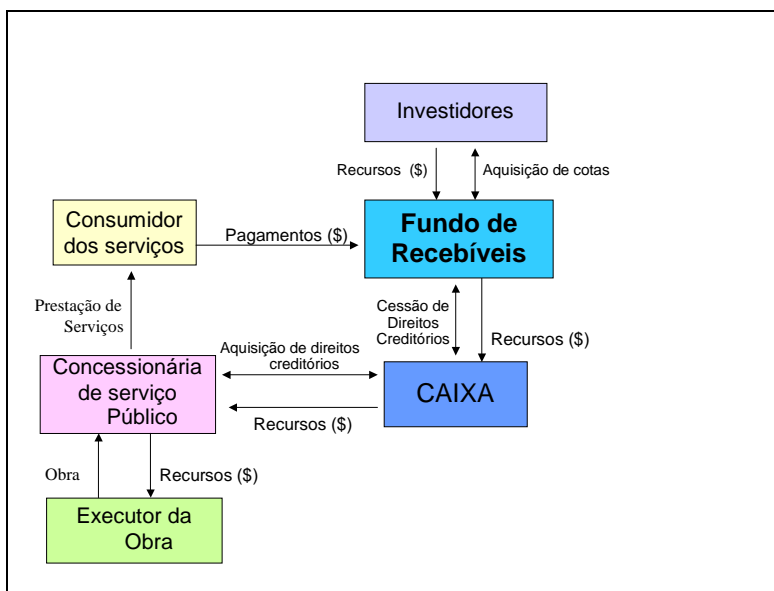 Investidores
Recursos ($)
Aquisição de cotas
Consumidor
dos serviços
Pagamentos ($)
Fundo de
Recebíveis
Prestação de
Serviços
Cessão de
Direitos
Creditórios
Recursos ($)
Aquisição de direitos
creditórios
Concessionária
de serviço
Público
CAIXA
Recursos ($)
Obra
Recursos ($)
Executor da
Obra